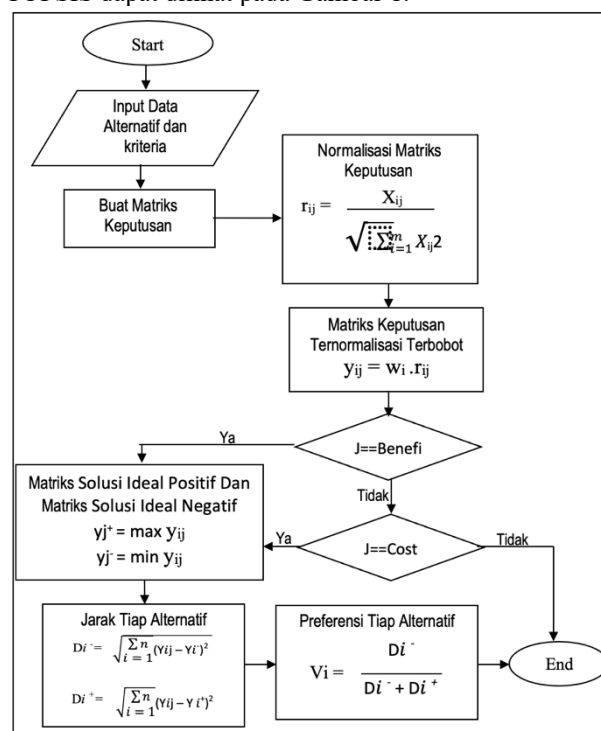 TOPSIS dapat dilihat pada Gambar 1.
Start
Input Data
Alternatif dan
kriteria
Buat Matriks
Keputusan
Normalisasi Matriks
Keputusan
rij = Xij / √∑ᵐi=1 Xij2
Matriks Keputusan
Ternormalisasi Terbobot
yij = wi .rij
J==Benefi
Ya
Tidak
Matriks Solusi Ideal Positif Dan
Matriks Solusi Ideal Negatif
yj⁺ = max yij
yj⁻ = min yij
J==Cost
Ya
Tidak
Jarak Tiap Alternatif
Di⁻= √∑ n i = 1 (Yij – Yi⁻)²
Di⁺= √∑ n i = 1 (Yij – Y i⁺)²
Preferensi Tiap Alternatif
Vi = Di⁻ / Di⁻ + Di⁺
End